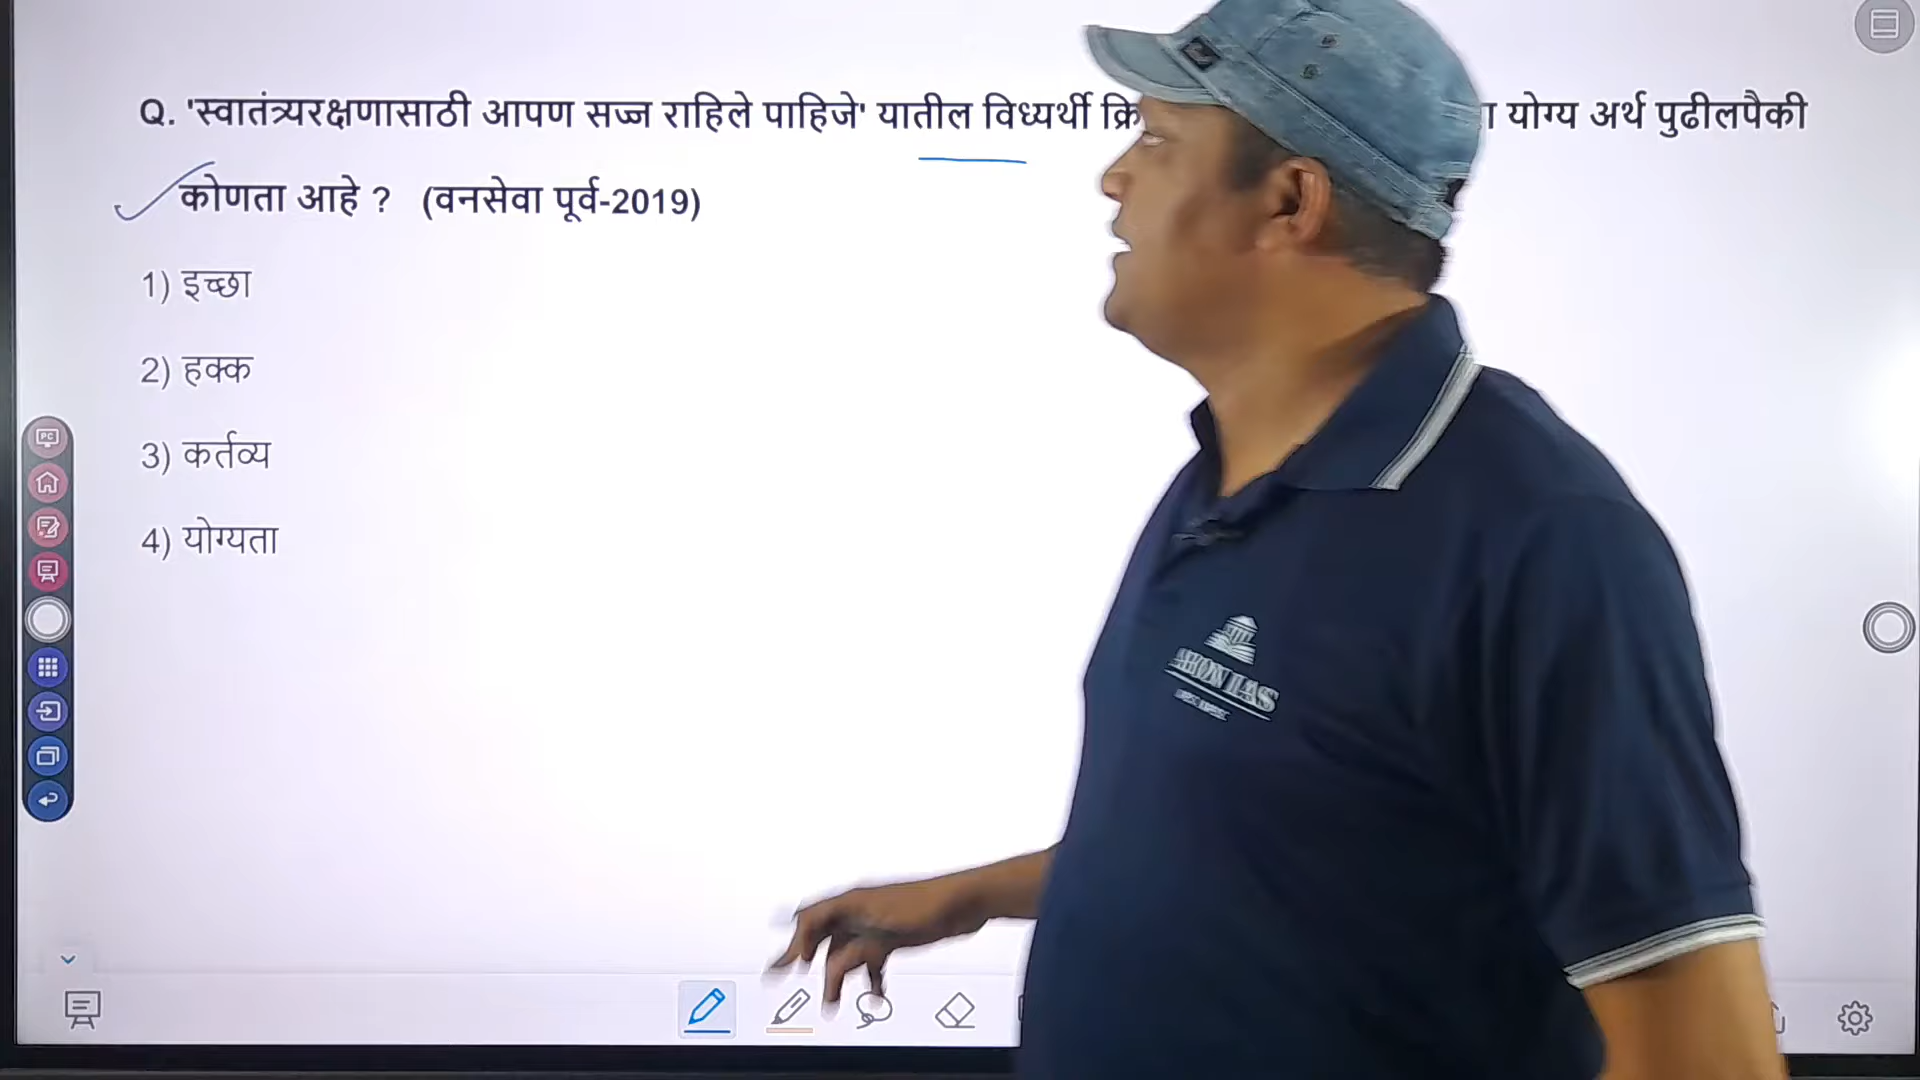 Q. 'स्वातंत्र्यरक्षणासाठी आपण सज्ज राहिले पाहिजे' यातील विध्यर्थी योग्य अर्थ पुढीलपैकी
कोणता आहे ? (वनसेवा पूर्व-2019)
1) इच्छा
2) हक्क
3) कर्तव्य
4) योग्यता
PC